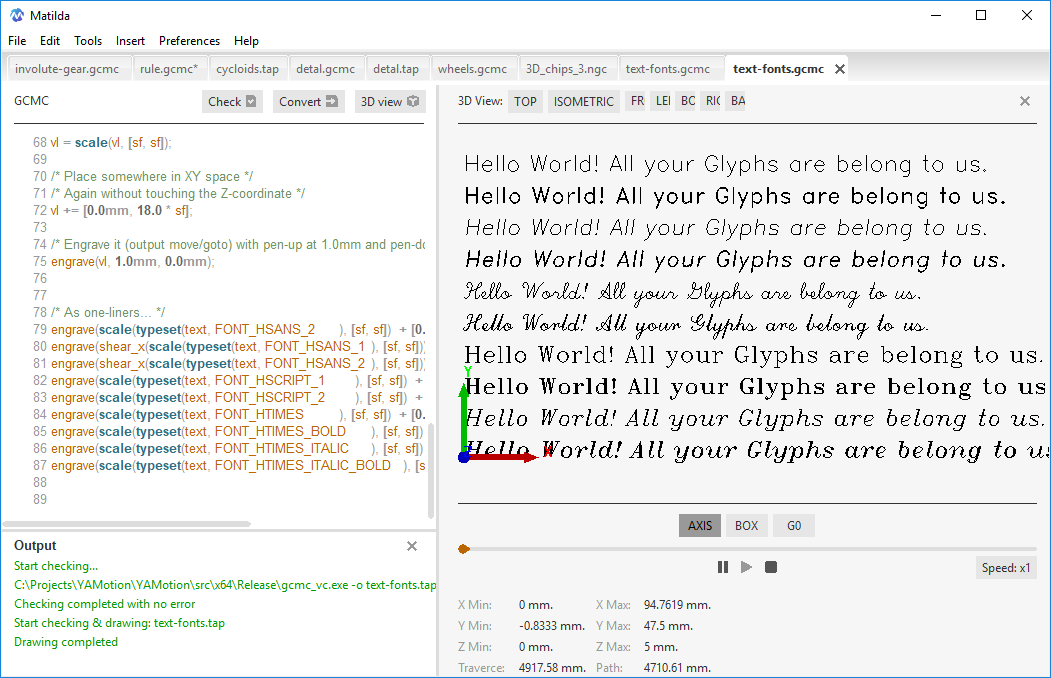 Matilda
File Edit Tools Insert Preferences Help
involute-gear.gcmc rule.gcmc* cycloids.tap detal.gcmc detal.tap wheels.gcmc 3D_chips_3.ngc text-fonts.gcmc text-fonts.gcmc
GCMC Check Convert 3D view
68 vl = scale(vl, [sf, sf]);
69
70 /* Place somewhere in XY space */
71 /* Again without touching the Z-coordinate */
72 vl += [0.0mm, 18.0 * sf];
73
74 /* Engrave it (output move/goto) with pen-up at 1.0mm and pen-do
75 engrave(vl, 1.0mm, 0.0mm);
76
77
78 /* As one-liners... */
79 engrave(scale(typeset(text, FONT_HSANS_2 ), [sf, sf]) + [0.
80 engrave(shear_x(scale(typeset(text, FONT_HSANS_1 ), [sf, sf])
81 engrave(shear_x(scale(typeset(text, FONT_HSANS_2 ), [sf, sf])
82 engrave(scale(typeset(text, FONT_HSCRIPT_1 ), [sf, sf]) +
83 engrave(scale(typeset(text, FONT_HSCRIPT_2 ), [sf, sf]) +
84 engrave(scale(typeset(text, FONT_HTIMES ), [sf, sf]) + [0.
85 engrave(scale(typeset(text, FONT_HTIMES_BOLD ), [sf, sf])
86 engrave(scale(typeset(text, FONT_HTIMES_ITALIC ), [sf, sf])
87 engrave(scale(typeset(text, FONT_HTIMES_ITALIC_BOLD ), [s
88
89
Output
Start checking...
C:\Projects\YAMotion\YAMotion\src\x64\Release\gcmc_vc.exe -o text-fonts.tap
Checking completed with no error
Start checking & drawing: text-fonts.tap
Drawing completed
3D View: TOP ISOMETRIC FR LEI BC RIC BA
Hello World! All your Glyphs are belong to us.
Hello World! All your Glyphs are belong to us.
Hello World! All your Glyphs are belong to us.
Hello World! All your Glyphs are belong to us.
Hello World! All your Glyphs are belong to us.
Hello World! All your Glyphs are belong to us.
Hello World! All your Glyphs are belong to us.
Y
Hello World! All your Glyphs are belong to us
Hello World! All your Glyphs are belong to us.
Hello World! All your Glyphs are belong to us
X
AXIS BOX G0
Speed: x1
X Min: 0 mm. X Max: 94.7619 mm.
Y Min: -0.8333 mm. Y Max: 47.5 mm.
Z Min: 0 mm. Z Max: 5 mm.
Traverce: 4917.58 mm. Path: 4710.61 mm.